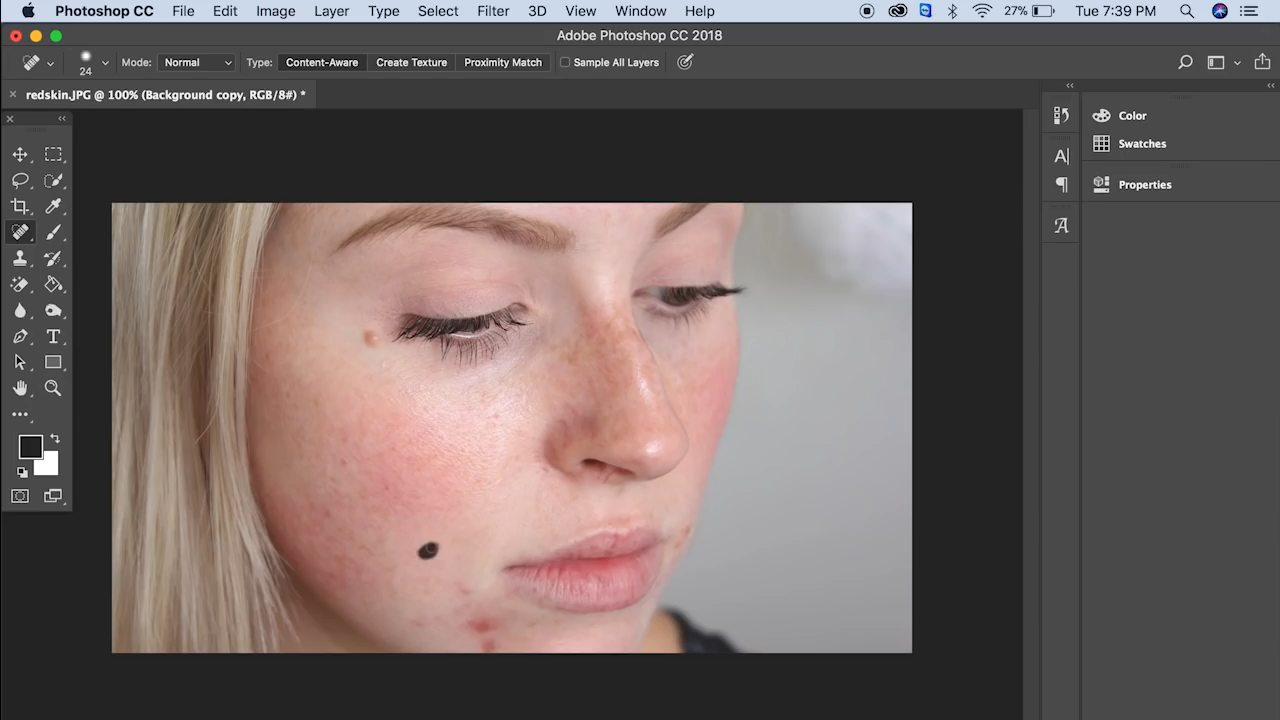 Photoshop CC File Edit Image Layer Type Select Filter 3D View Window Help 27% Tue 7:39 PM
Adobe Photoshop CC 2018
24 Mode: Normal Type: Content-Aware Create Texture Proximity Match Sample All Layers
redskin.JPG @ 100% (Background copy, RGB/8#) *
Color
Swatches
Properties